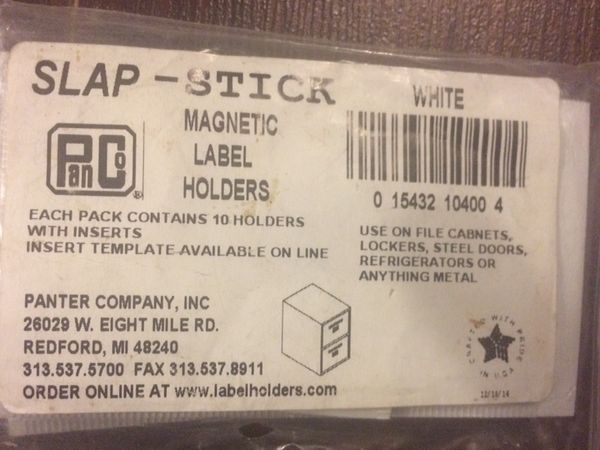 SLAP - STICK
WHITE
MAGNETIC
LABEL
HOLDERS
Pan Co
®
0 15432 10400 4
EACH PACK CONTAINS 10 HOLDERS
WITH INSERTS
INSERT TEMPLATE AVAILABLE ON LINE
USE ON FILE CABNETS,
LOCKERS, STEEL DOORS,
REFRIGERATORS OR
ANYTHING METAL
PANTER COMPANY, INC
26029 W. EIGHT MILE RD.
REDFORD, MI 48240
313.537.5700 FAX 313.537.8911
ORDER ONLINE AT www.labelholders.com
CRAFTED WITH PRIDE
IN USA